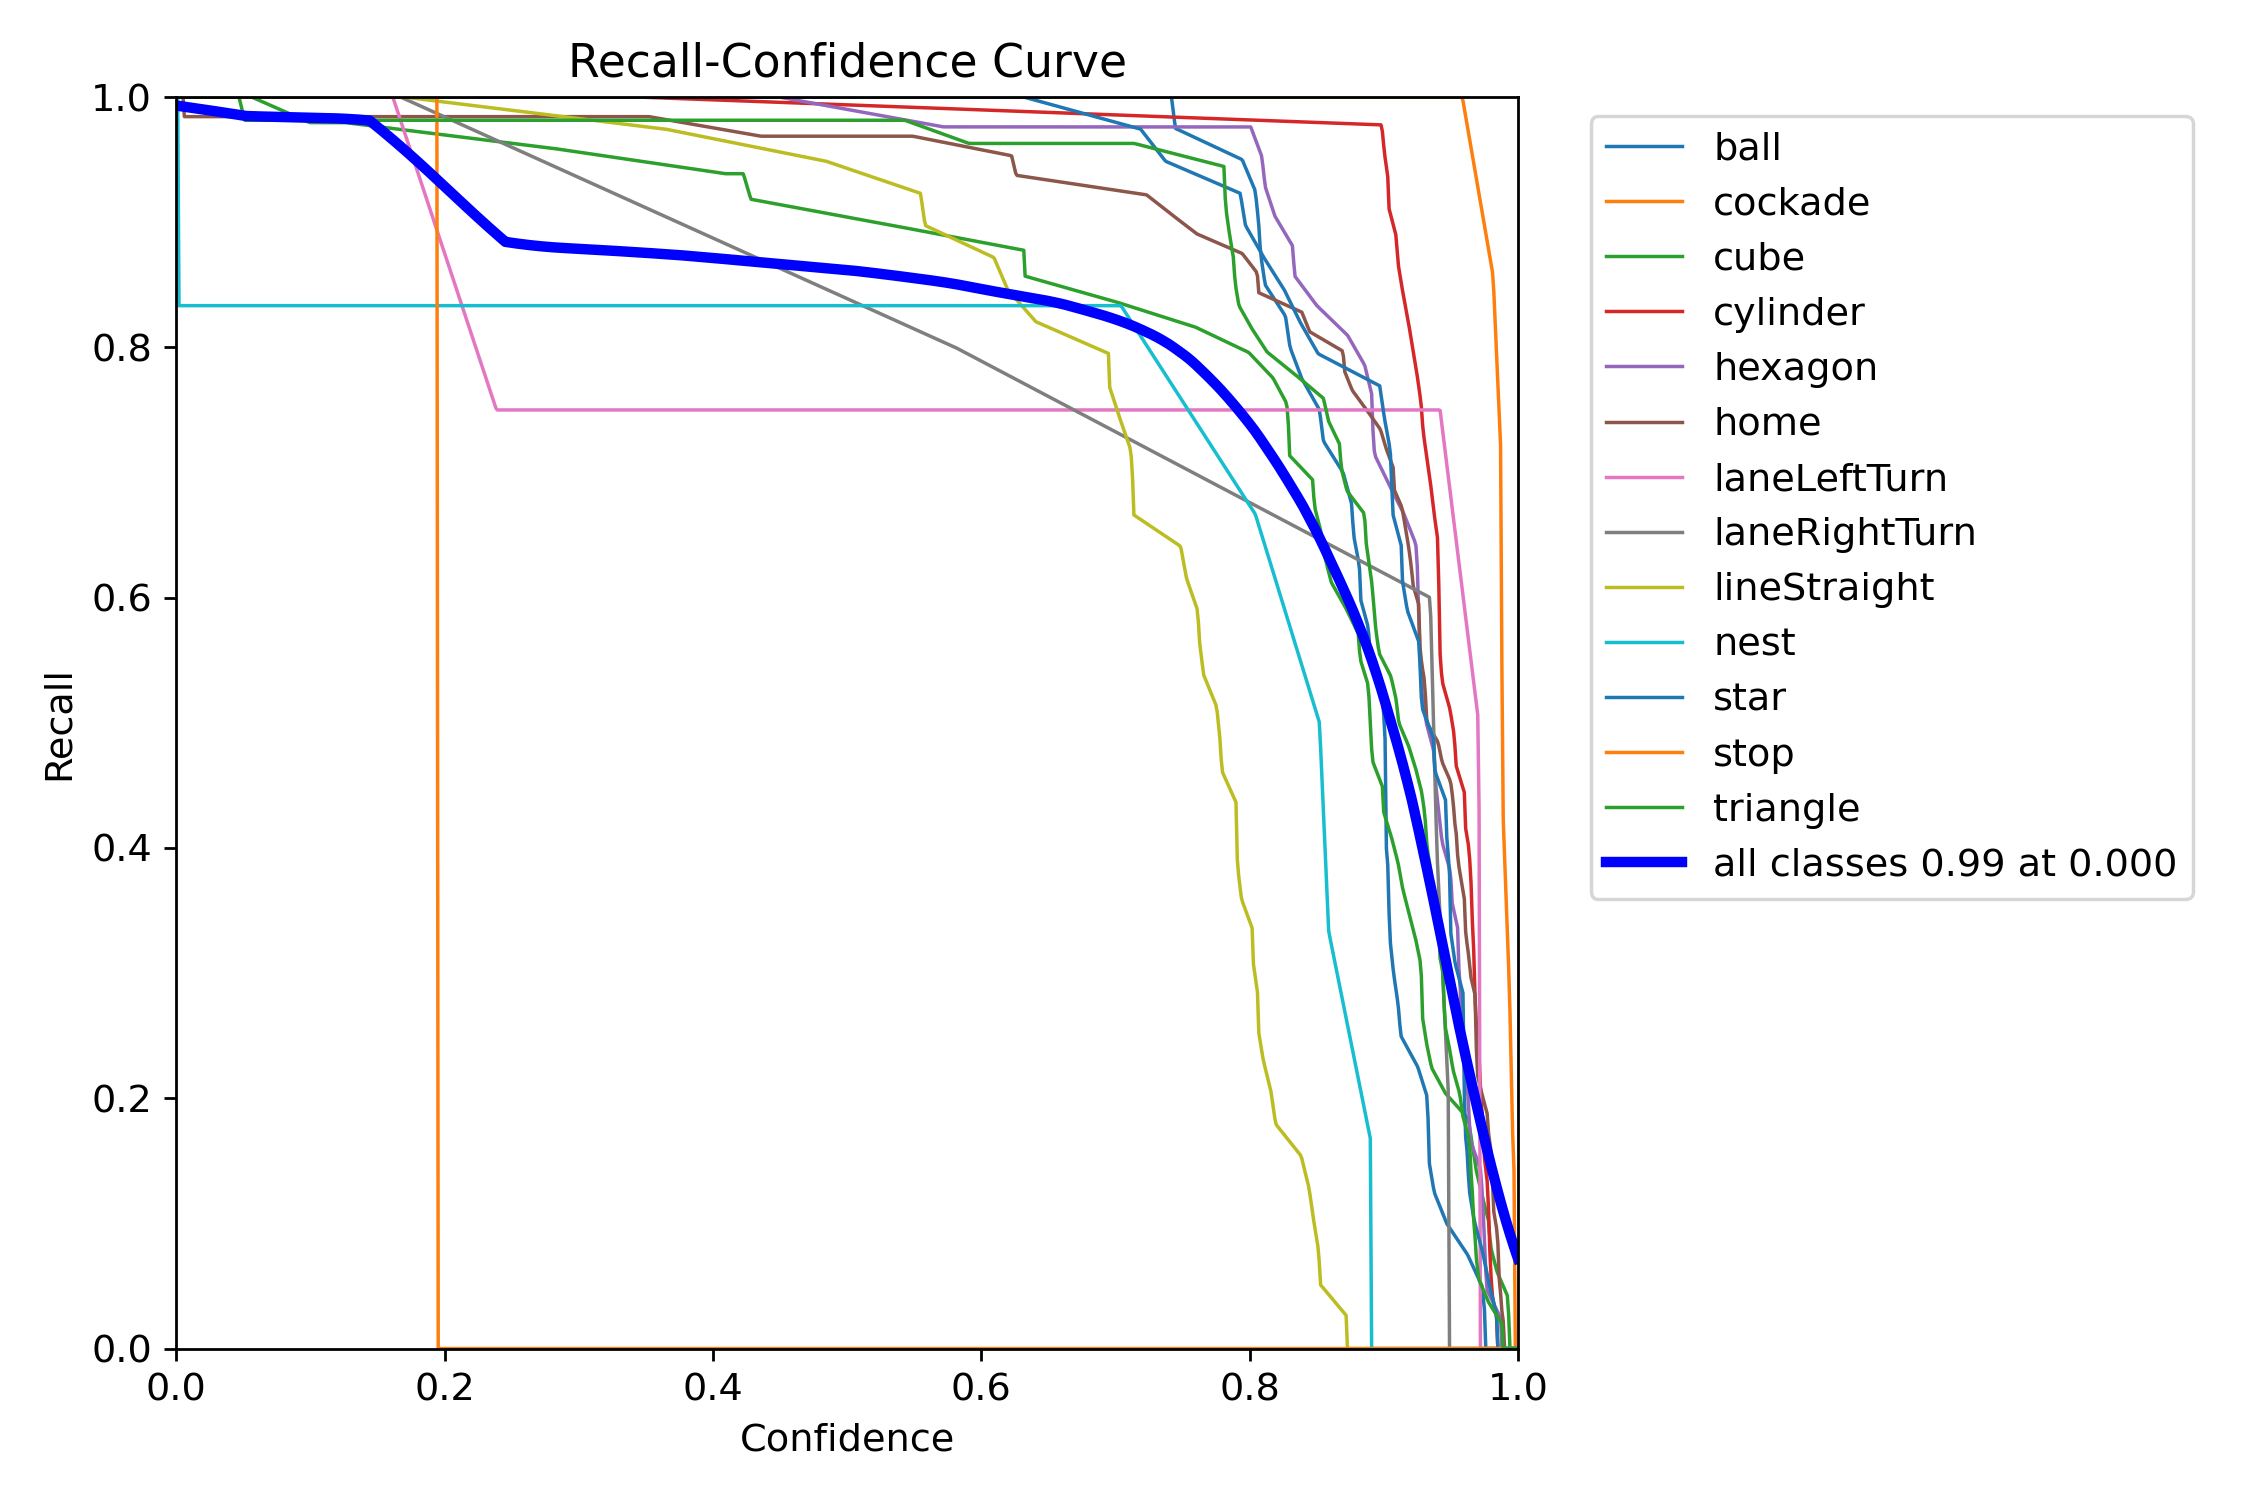 Recall-Confidence Curve
1.0
0.8
0.6
0.4
0.2
0.0
Recall
0.0 0.2 0.4 0.6 0.8 1.0
Confidence
ball
cockade
cube
cylinder
hexagon
home
laneLeftTurn
laneRightTurn
lineStraight
nest
star
stop
triangle
all classes 0.99 at 0.000